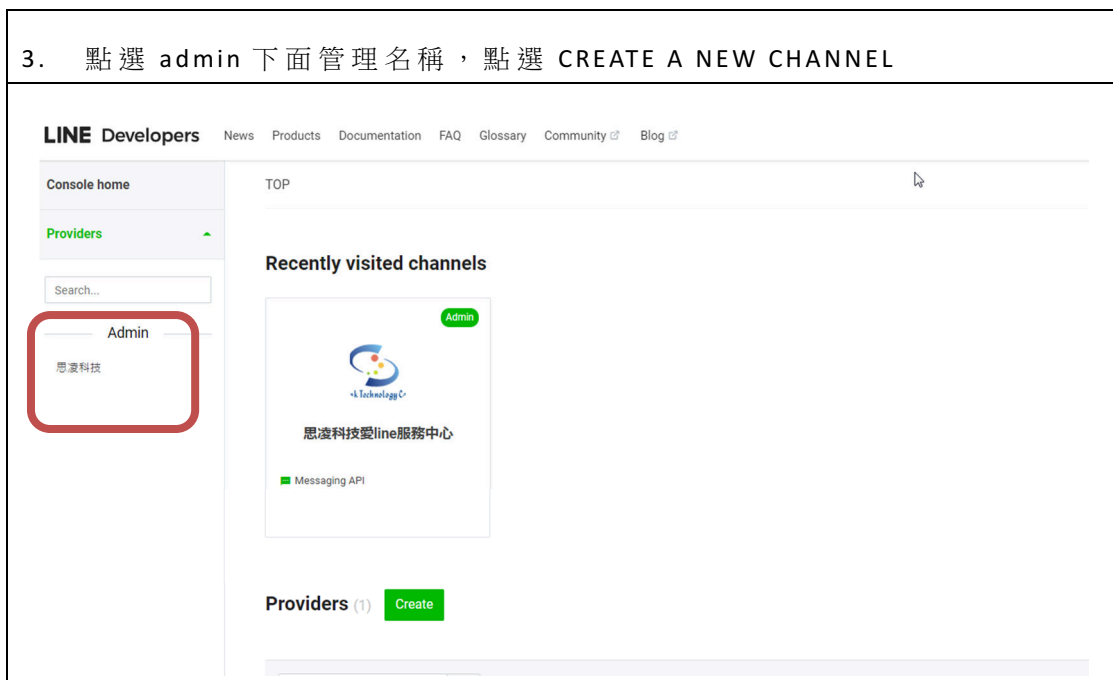 3. 點選 admin 下面管理名稱，點選 CREATE A NEW CHANNEL
LINE Developers News Products Documentation FAQ Glossary Community Blog
Console home
TOP
Providers
Recently visited channels
Search...
Admin
Admin
思凌科技
k Technology C
思凌科技愛line服務中心
Messaging API
Providers (1) Create